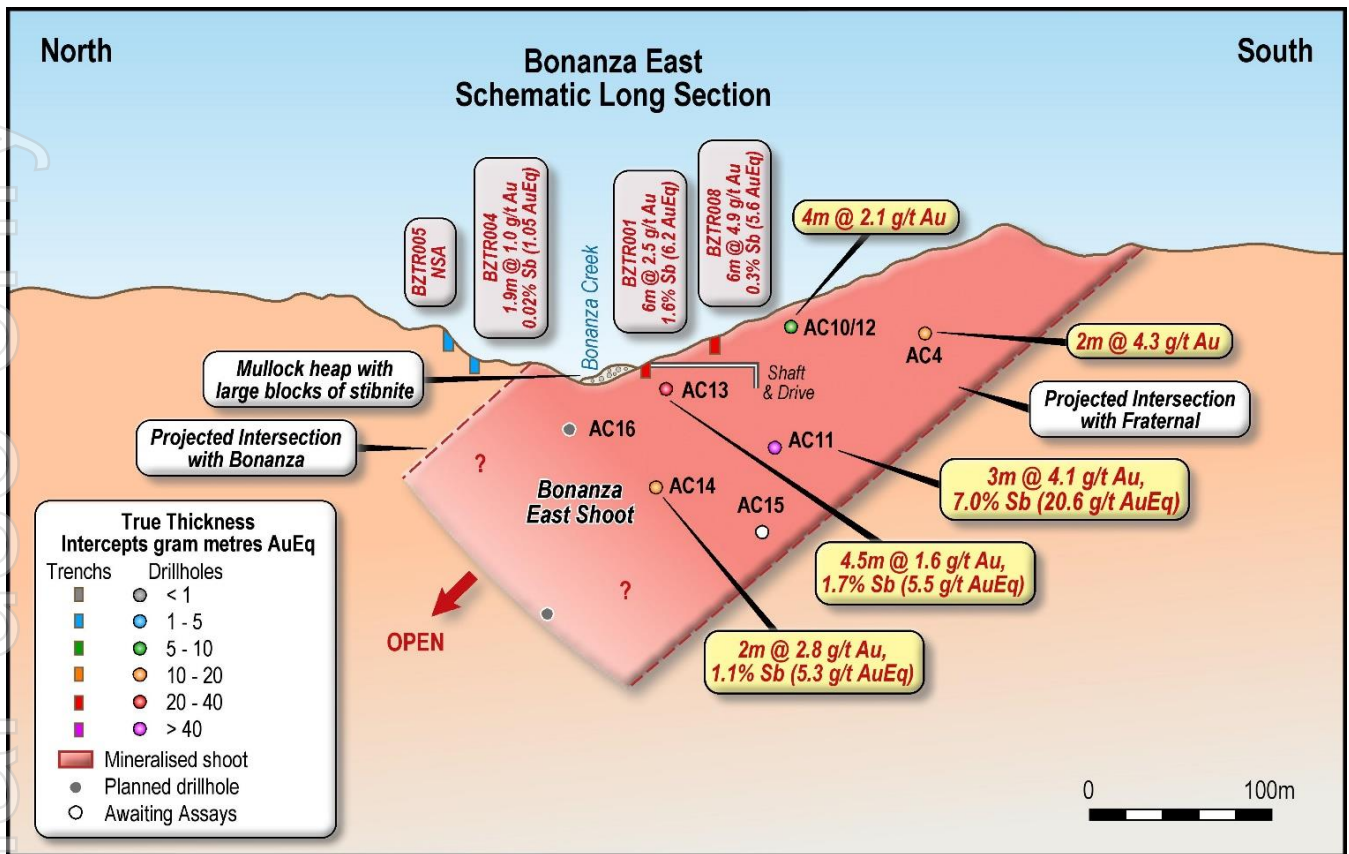 North
South
Bonanza East
Schematic Long Section
BZTR005
NSA
BZTR004
1.9m @ 1.0 g/t Au
0.02% Sb (1.05 AuEq)
Bonanza Creek
BZTR001
6m @ 2.5 g/t Au
1.6% Sb (6.2 AuEq)
BZTR008
6m @ 4.9 g/t Au
0.3% Sb (5.6 AuEq)
4m @ 2.1 g/t Au
AC10/12
AC4
2m @ 4.3 g/t Au
Mullock heap with
large blocks of stibnite
Shaft
& Drive
AC13
Projected Intersection
with Fraternal
Projected Intersection
with Bonanza
AC16
AC11
3m @ 4.1 g/t Au,
7.0% Sb (20.6 g/t AuEq)
?
Bonanza
East Shoot
AC14
AC15
4.5m @ 1.6 g/t Au,
1.7% Sb (5.5 g/t AuEq)
?
OPEN
2m @ 2.8 g/t Au,
1.1% Sb (5.3 g/t AuEq)
True Thickness
Intercepts gram metres AuEq
Trenchs Drillholes
< 1
1 - 5
5 - 10
10 - 20
20 - 40
> 40
Mineralised shoot
Planned drillhole
Awaiting Assays
0 100m